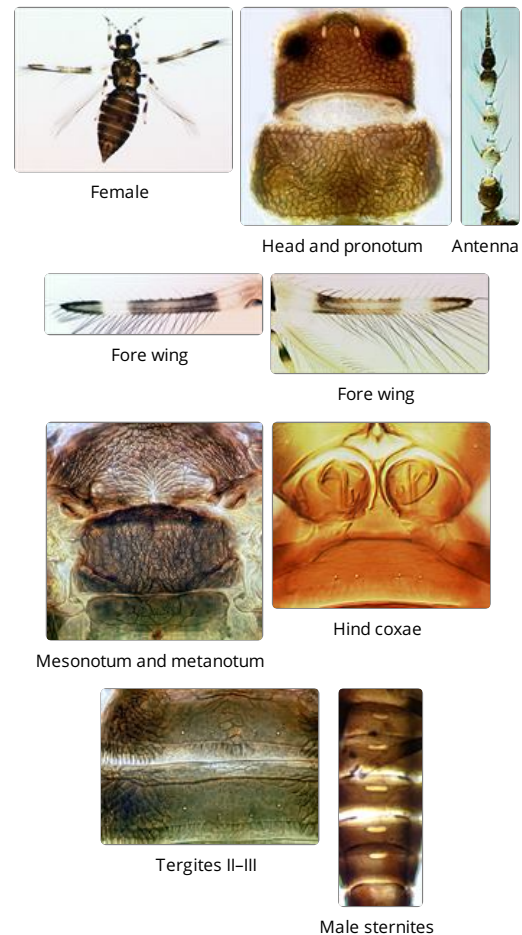 Female
Head and pronotum
Antenna
Fore wing
Fore wing
Mesonotum and metanotum
Hind coxae
Tergites II–III
Male sternites